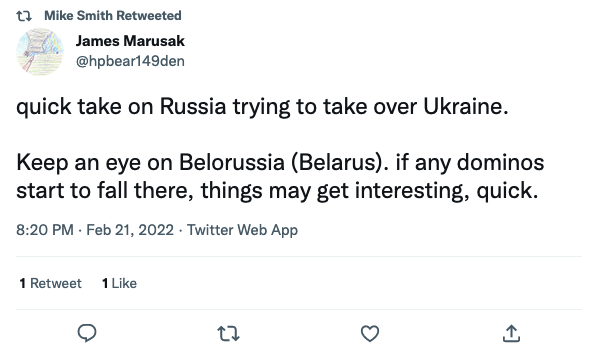 Mike Smith Retweeted
James Marusak
@hpbear149den
quick take on Russia trying to take over Ukraine.
Keep an eye on Belorussia (Belarus). if any dominos
start to fall there, things may get interesting, quick.
8:20 PM · Feb 21, 2022 · Twitter Web App
1 Retweet 1 Like